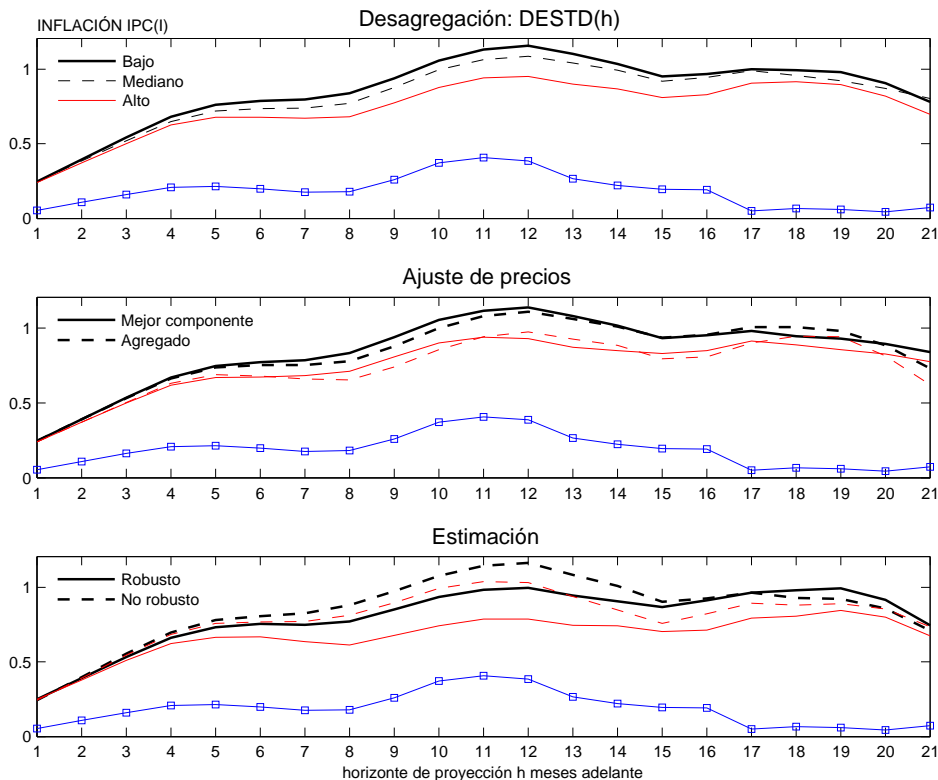 Desagregación: DESTD(h)
INFLACIÓN IPC(I)
Bajo
Mediano
Alto
1
0.5
0
1 2 3 4 5 6 7 8 9 10 11 12 13 14 15 16 17 18 19 20 21
Ajuste de precios
Mejor componente
Agregado
1
0.5
0
1 2 3 4 5 6 7 8 9 10 11 12 13 14 15 16 17 18 19 20 21
Estimación
Robusto
No robusto
1
0.5
0
1 2 3 4 5 6 7 8 9 10 11 12 13 14 15 16 17 18 19 20 21
horizonte de proyección h meses adelante